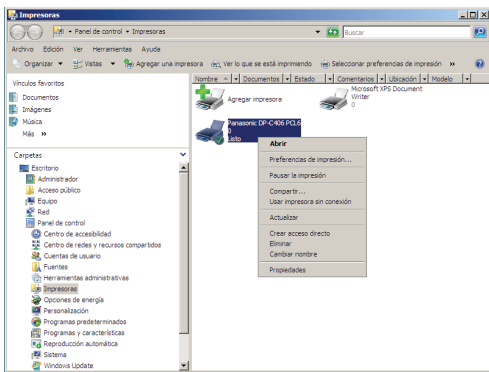 Impresoras
Panel de control ▸ Impresoras
Buscar
Archivo Edición Ver Herramientas Ayuda
Organizar Vistas Agregar una impresora Ver lo que se está imprimiendo Seleccionar preferencias de impresión »
Vínculos favoritos
Documentos
Imágenes
Música
Más »
Carpetas
Escritorio
Administrador
Acceso público
Equipo
Red
Panel de control
Centro de accesibilidad
Centro de redes y recursos compartidos
Cuentas de usuario
Fuentes
Herramientas administrativas
Impresoras
Opciones de energía
Personalización
Programas predeterminados
Programas y características
Reproducción automática
Sistema
Windows Update
Nombre Documentos Estado Comentarios Ubicación Modelo
Agregar impresora
Microsoft XPS Document
Writer
0
Panasonic DP-C406 PCL6
0
Listo
Abrir
Preferencias de impresión...
Pausar la impresión
Compartir...
Usar impresora sin conexión
Actualizar
Crear acceso directo
Eliminar
Cambiar nombre
Propiedades